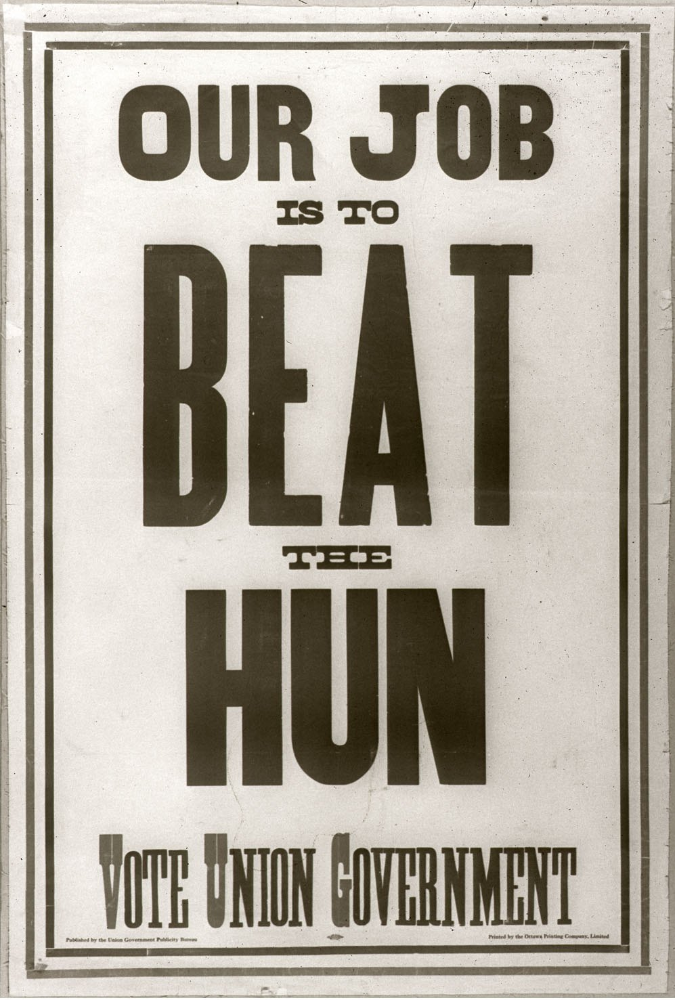 OUR JOB
IS TO
BEAT
THE
HUN
VOTE UNION GOVERNMENT
Published by the Union Government Publicity Bureau
Printed by the Ottawa Printing Company, Limited